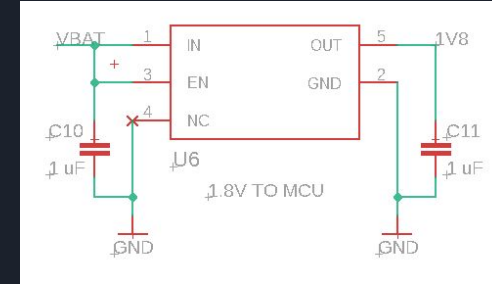 VBAT 1 IN OUT 5 1V8
3 EN GND 2
4 NC
C10 C11
1 uF U6 1 uF
1.8V TO MCU
GND GND